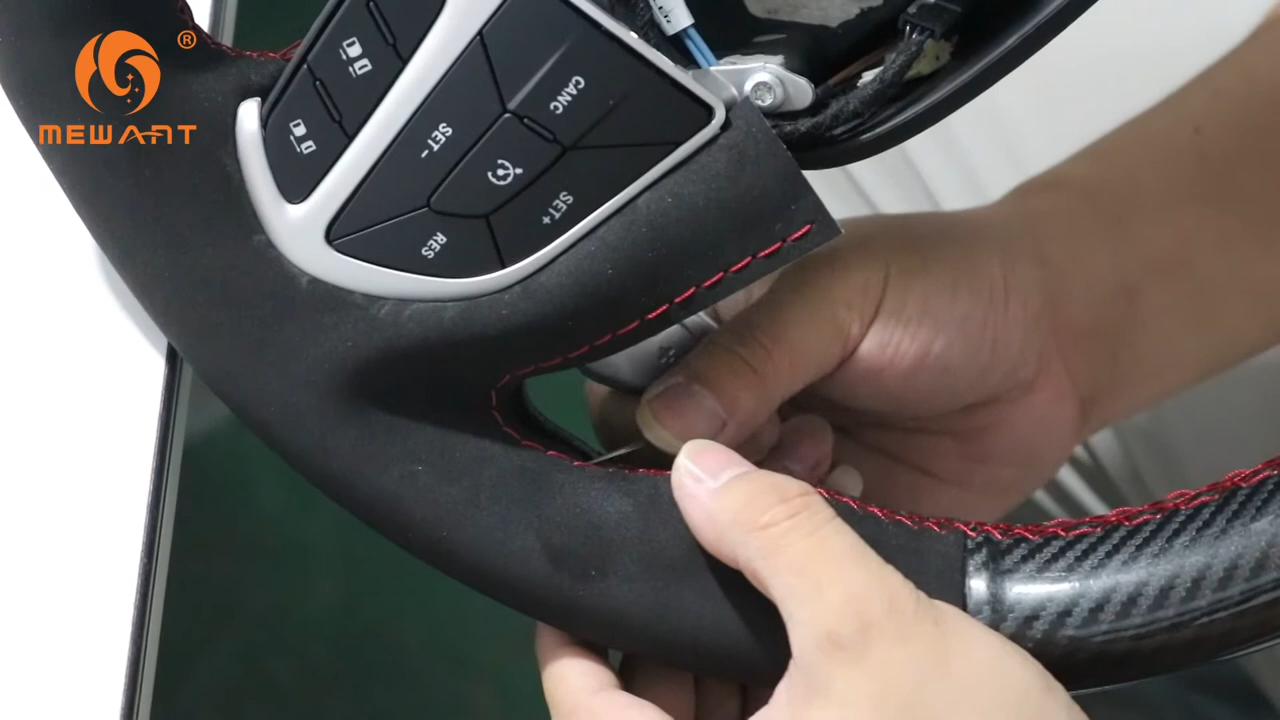 ®
MEWANT
CANC
SET-
SET+
RES